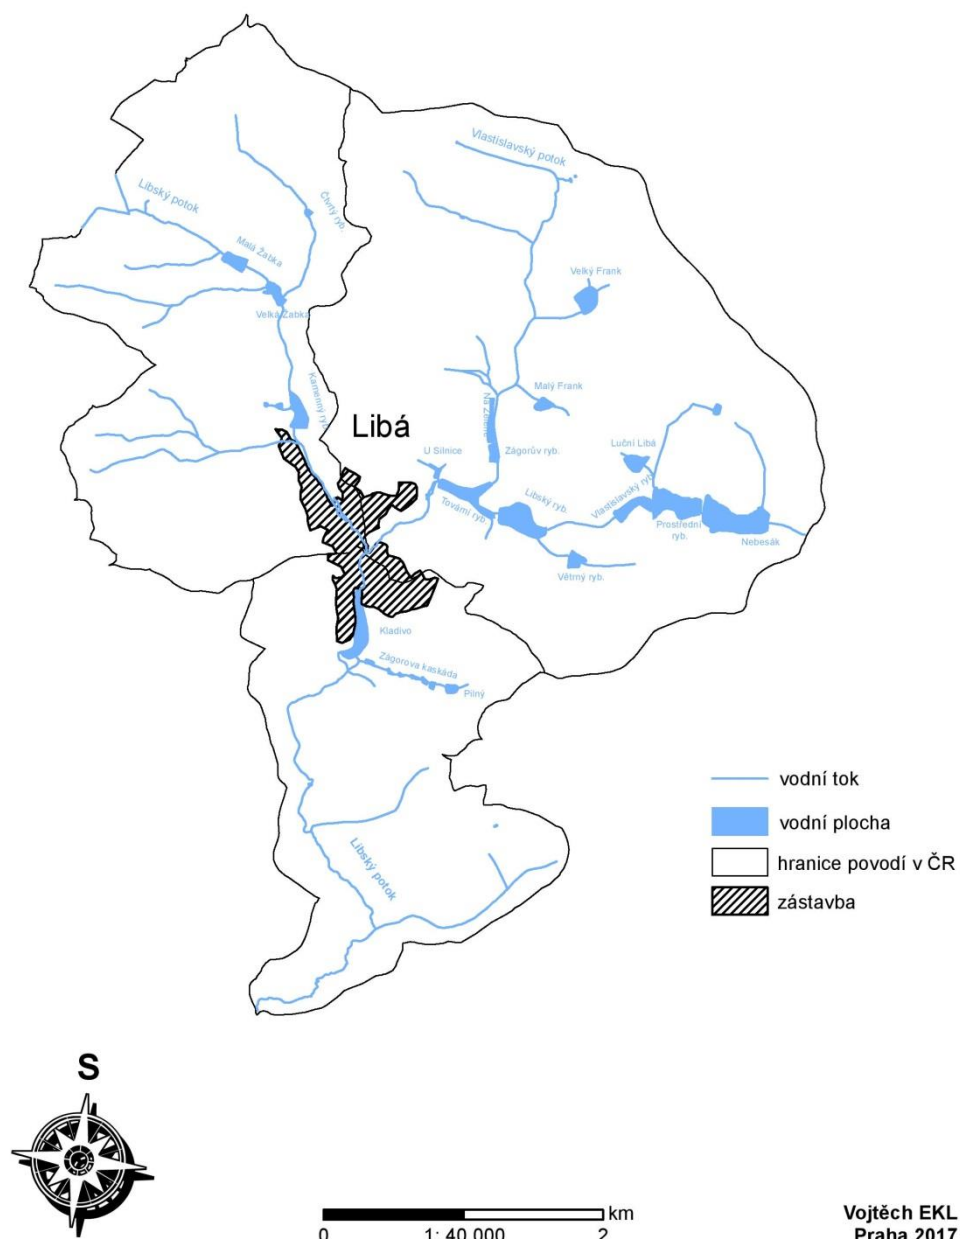 Vlastislavský potok
Čtvrtý ryb.
Libský potok
Malá Žabka
Velká Žabka
Velký Frank
Kamenný ryb.
Malý Frank
Na Zeleně
Libá
Luční Libá
U Silnice
Zágorův ryb.
Tovární ryb.
Libský ryb.
Vlastislavský ryb.
Prostřední
ryb.
Nebesák
Větrný ryb.
Kladivo
Zágorova kaskáda
Pilný
Libský potok
vodní tok
vodní plocha
hranice povodí v ČR
zástavba
S
km
0
1: 40 000
2
Vojtěch EKL
Praha 2017